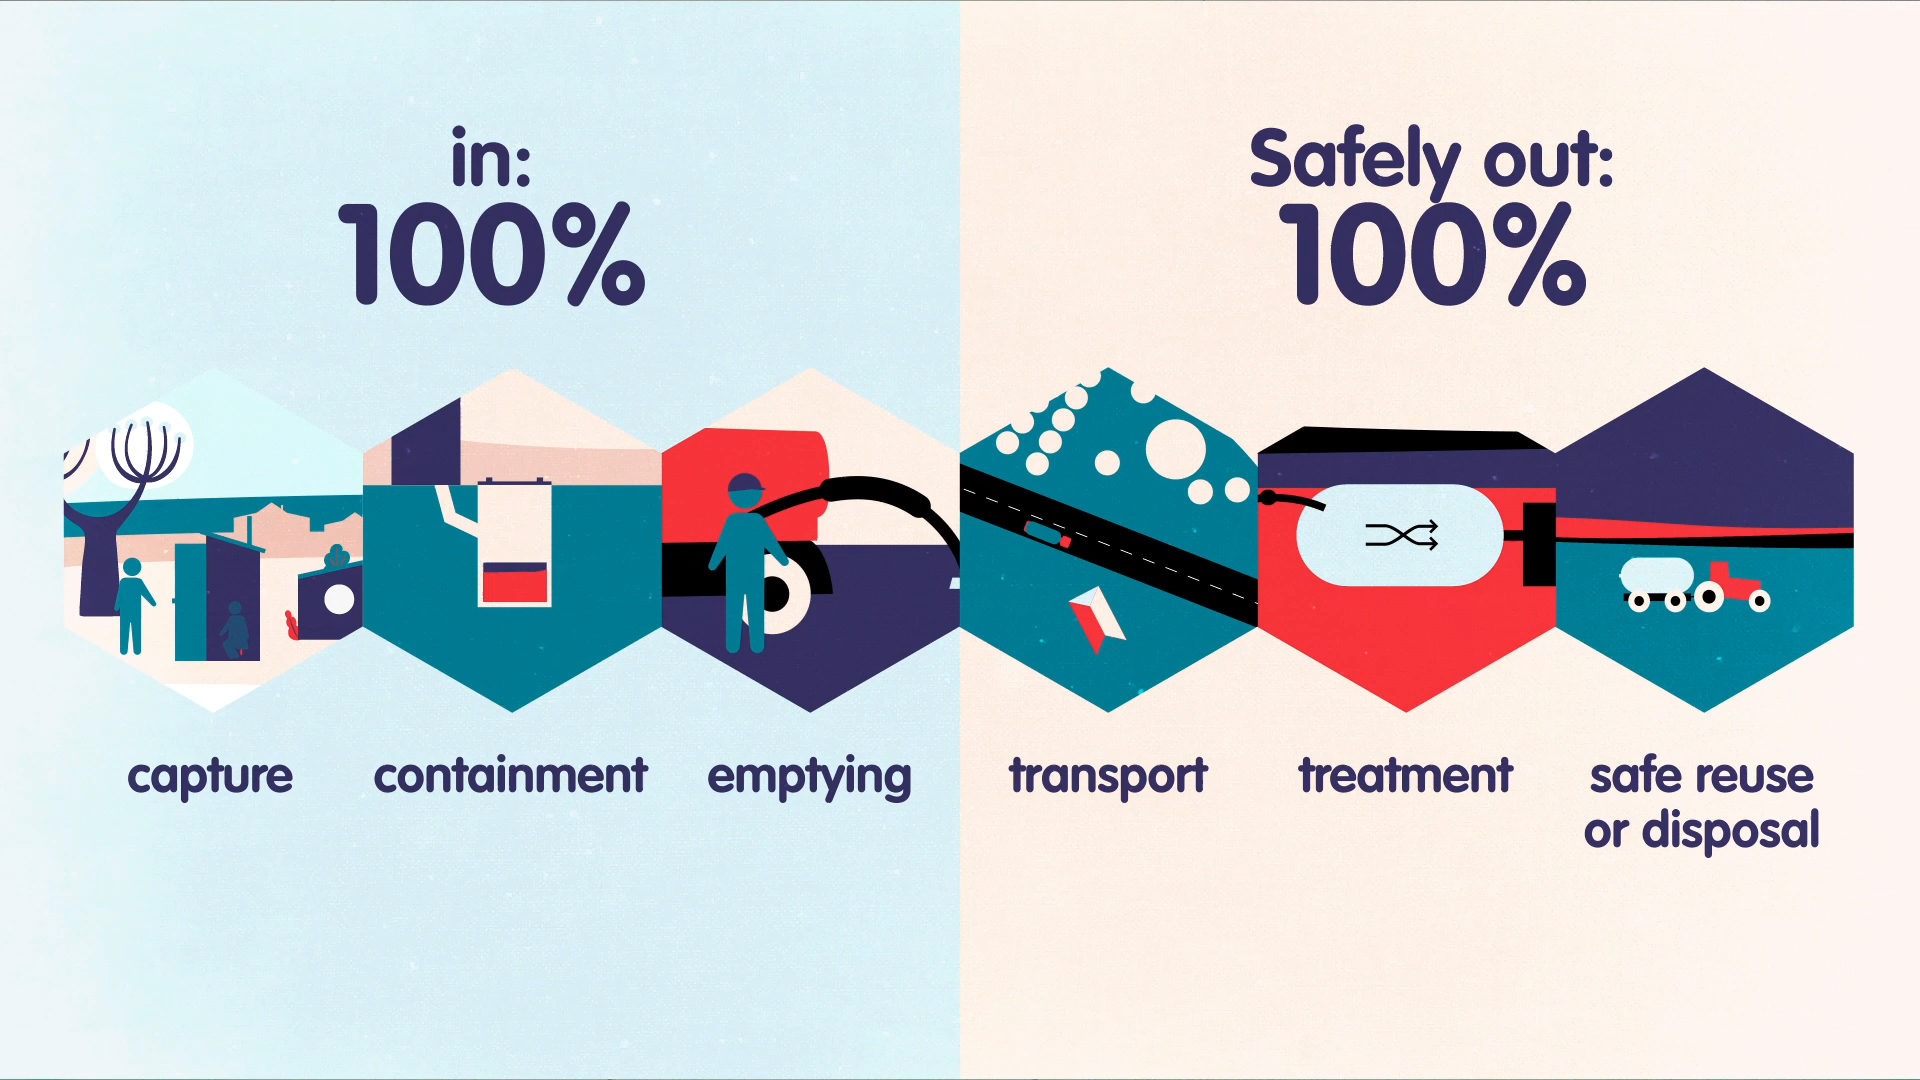 in:
100%
Safely out:
100%
capture
containment
emptying
transport
treatment
safe reuse
or disposal